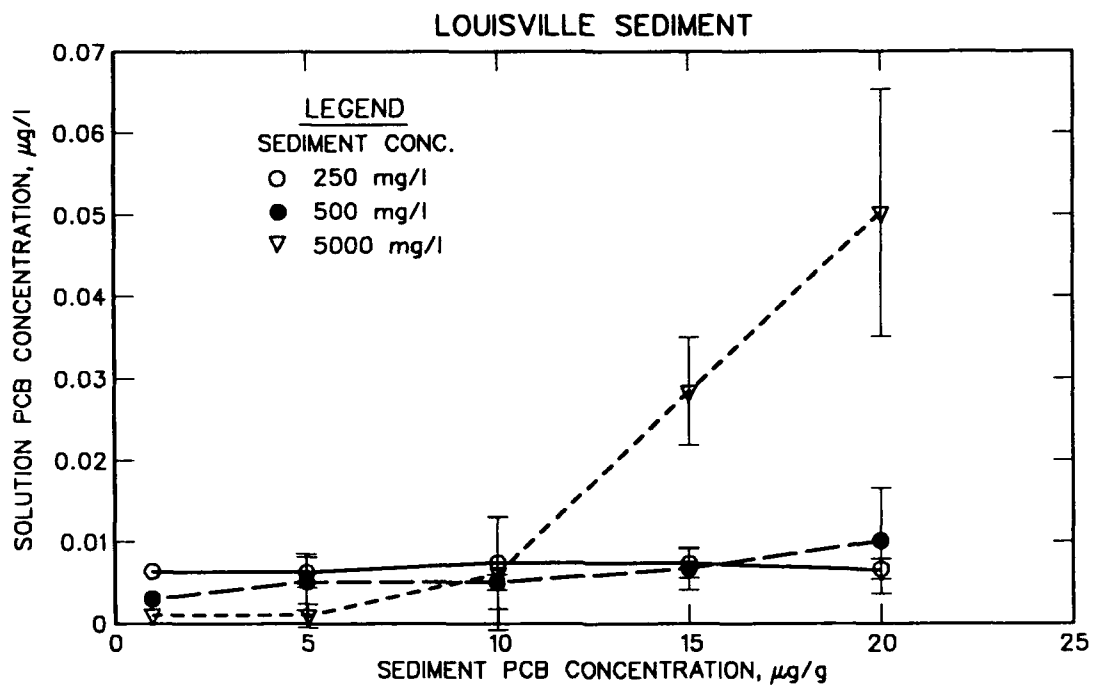 LOUISVILLE SEDIMENT
SOLUTION PCB CONCENTRATION, µg/l
0.07
0.06
0.05
0.04
0.03
0.02
0.01
0
LEGEND
SEDIMENT CONC.
250 mg/l
500 mg/l
5000 mg/l
0 5 10 15 20 25
SEDIMENT PCB CONCENTRATION, µg/g